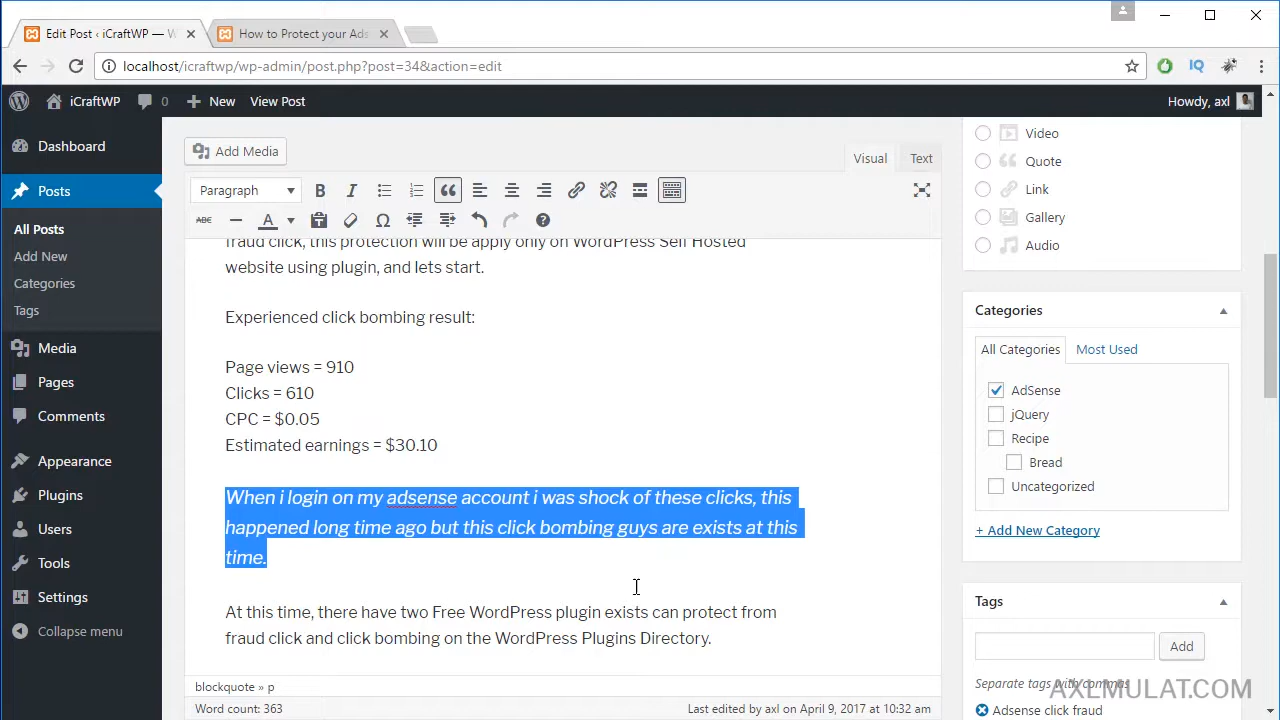 Edit Post ‹ iCraftWP — W
How to Protect your Ads
localhost/icraftwp/wp-admin/post.php?post=34&action=edit
IQ
iCraftWP
0
New
View Post
Howdy, axl
Dashboard
Posts
All Posts
Add New
Categories
Tags
Media
Pages
Comments
Appearance
Plugins
Users
Tools
Settings
Collapse menu
Add Media
Visual
Text
Paragraph
B
I
ABC
A
fraud click, this protection will be apply only on WordPress Self Hosted
website using plugin, and lets start.
Experienced click bombing result:
Page views = 910
Clicks = 610
CPC = $0.05
Estimated earnings = $30.10
When i login on my adsense account i was shock of these clicks, this
happened long time ago but this click bombing guys are exists at this
time.
At this time, there have two Free WordPress plugin exists can protect from
fraud click and click bombing on the WordPress Plugins Directory.
blockquote » p
Word count: 363
Last edited by axl on April 9, 2017 at 10:32 am
Video
Quote
Link
Gallery
Audio
Categories
All Categories
Most Used
AdSense
jQuery
Recipe
Bread
Uncategorized
+ Add New Category
Tags
Add
Separate tags with commas
Adsense click fraud
AXLMULAT.COM